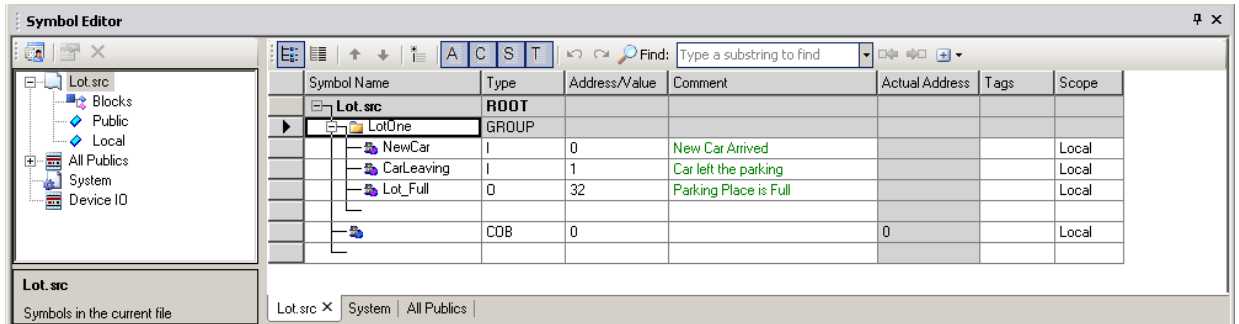 Symbol Editor
A C S T Find: Type a substring to find
Lot.src
Blocks
Public
Local
All Publics
System
Device IO
Symbol Name Type Address/Value Comment Actual Address Tags Scope
Lot.src ROOT
LotOne GROUP
NewCar I 0 New Car Arrived Local
CarLeaving I 1 Car left the parking Local
Lot_Full O 32 Parking Place is Full Local
COB 0 0 Local
Lot.src
Symbols in the current file
Lot.src System All Publics